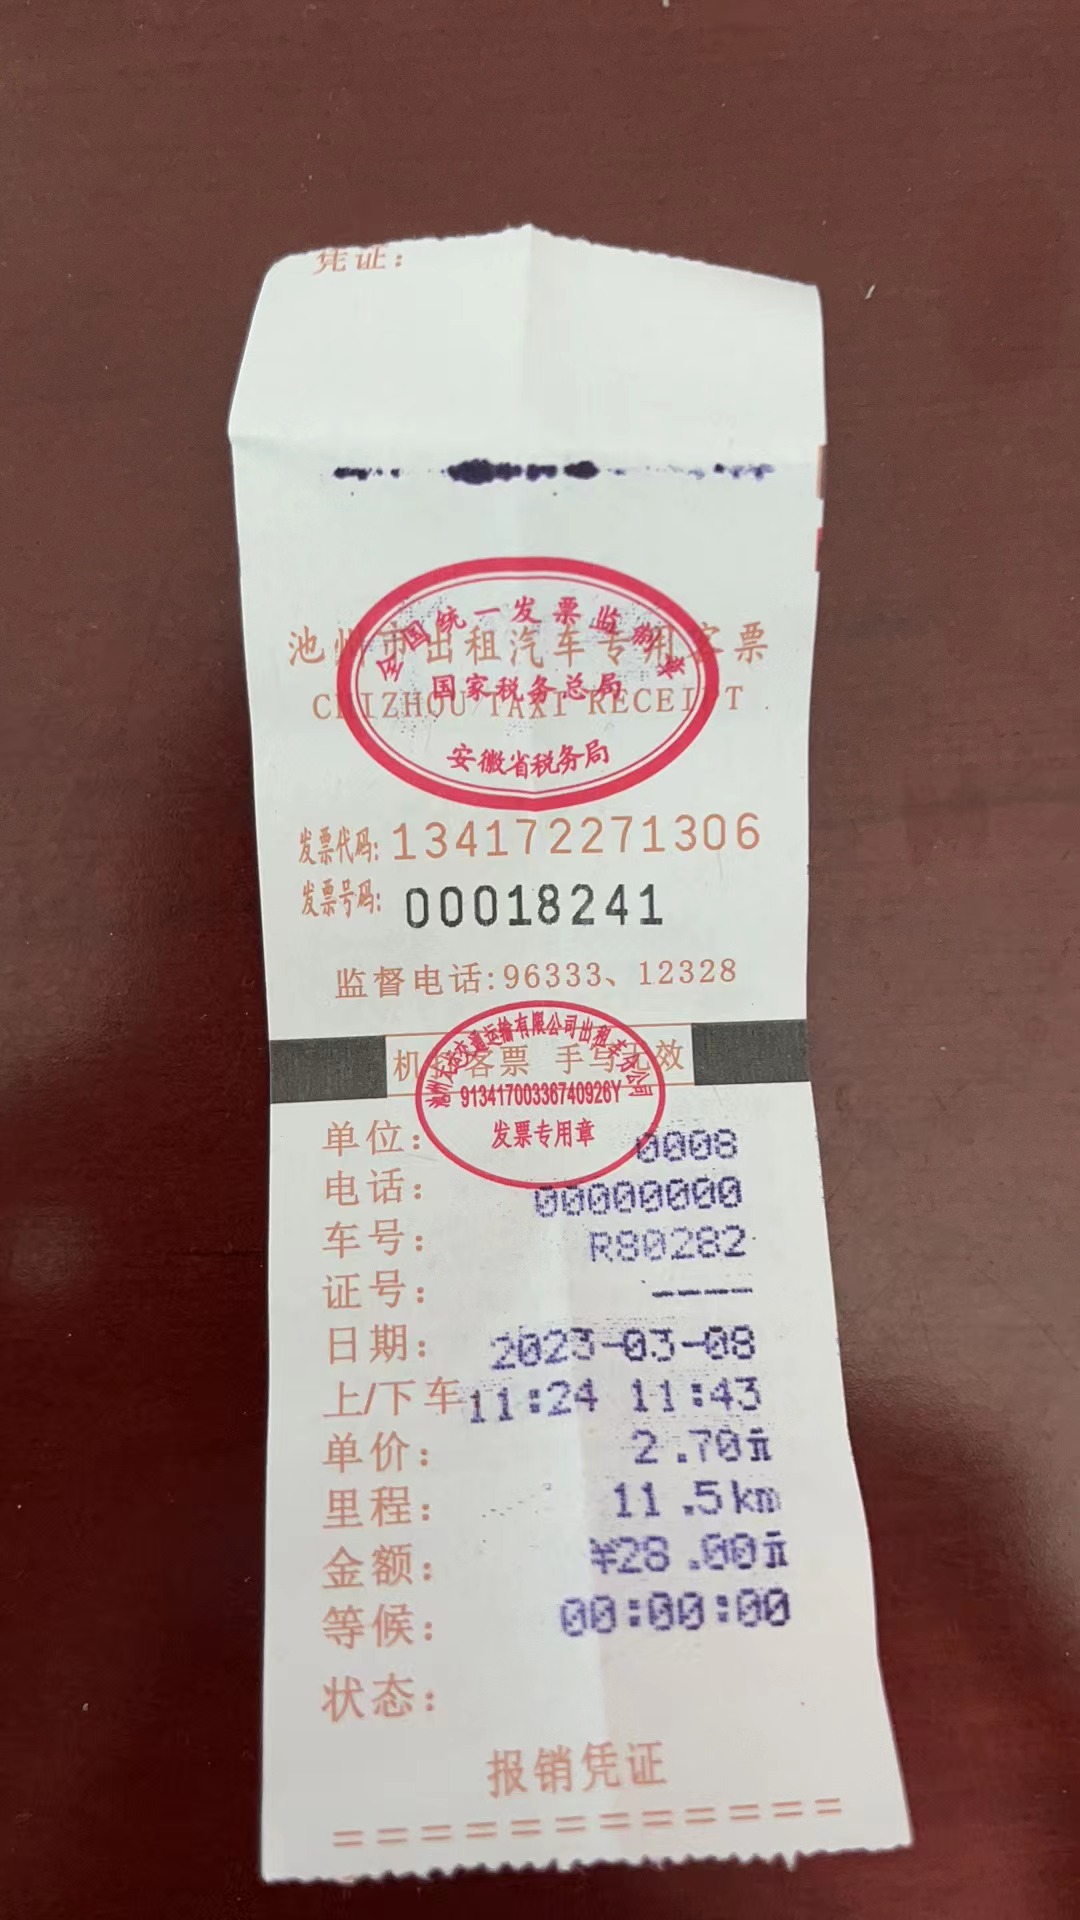 凭证：
全国统一发票监制章
池州市出租汽车专用客票
国家税务总局
CHIZHOU TAXI RECEIPT
安徽省税务局
发票代码：134172271306
发票号码：00018241
监督电话：96333、12328
机打客票 手写无效
913417003367409 28Y
发票专用章
单位：0008
电话：00000000
车号：R80282
证号：----
日期：2023-03-08
上/下车 11:24 11:43
单价：2.70元
里程：11.5km
金额：¥28.00元
等候：00:00:00
状态：
报销凭证